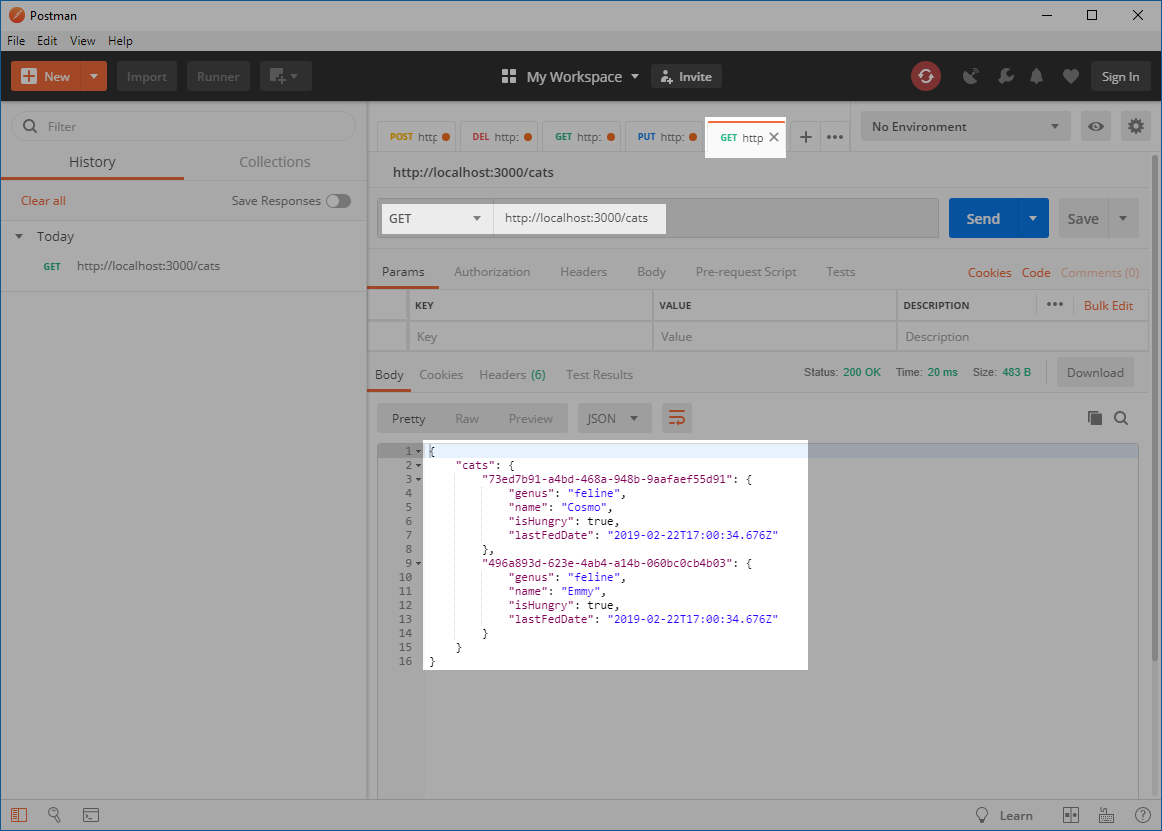 Postman
File Edit View Help
New Import Runner My Workspace Invite Sign In
Filter
History Collections
Clear all Save Responses
Today
GET http://localhost:3000/cats
POST http DEL http: GET http: PUT http: GET http No Environment
http://localhost:3000/cats
GET http://localhost:3000/cats Send Save
Params Authorization Headers Body Pre-request Script Tests Cookies Code Comments (0)
KEY VALUE DESCRIPTION Bulk Edit
Key Value Description
Body Cookies Headers (6) Test Results Status: 200 OK Time: 20 ms Size: 483 B Download
Pretty Raw Preview JSON
1 {
2 "cats": {
3 "73ed7b91-a4bd-468a-948b-9aafaef55d91": {
4 "genus": "feline",
5 "name": "Cosmo",
6 "isHungry": true,
7 "lastFedDate": "2019-02-22T17:00:34.676Z"
8 },
9 "496a893d-623e-4ab4-a14b-060bc0cb4b03": {
10 "genus": "feline",
11 "name": "Emmy",
12 "isHungry": true,
13 "lastFedDate": "2019-02-22T17:00:34.676Z"
14 }
15 }
16 }
Learn